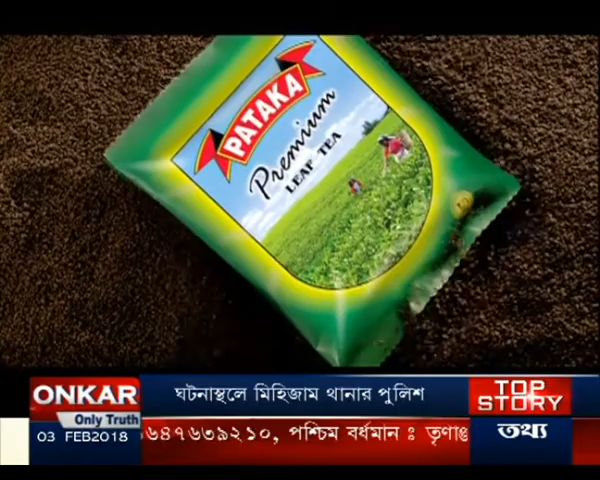 PATAKA
Premium
LEAF TEA
ONKAR
Only Truth
03 FEB2018
ঘটনাস্থলে মিহিজাম থানার পুলিশ
TOP
STORY
৬৪৭৬৩৯২১০, পশ্চিম বর্ধমান ঃ
তথ্য